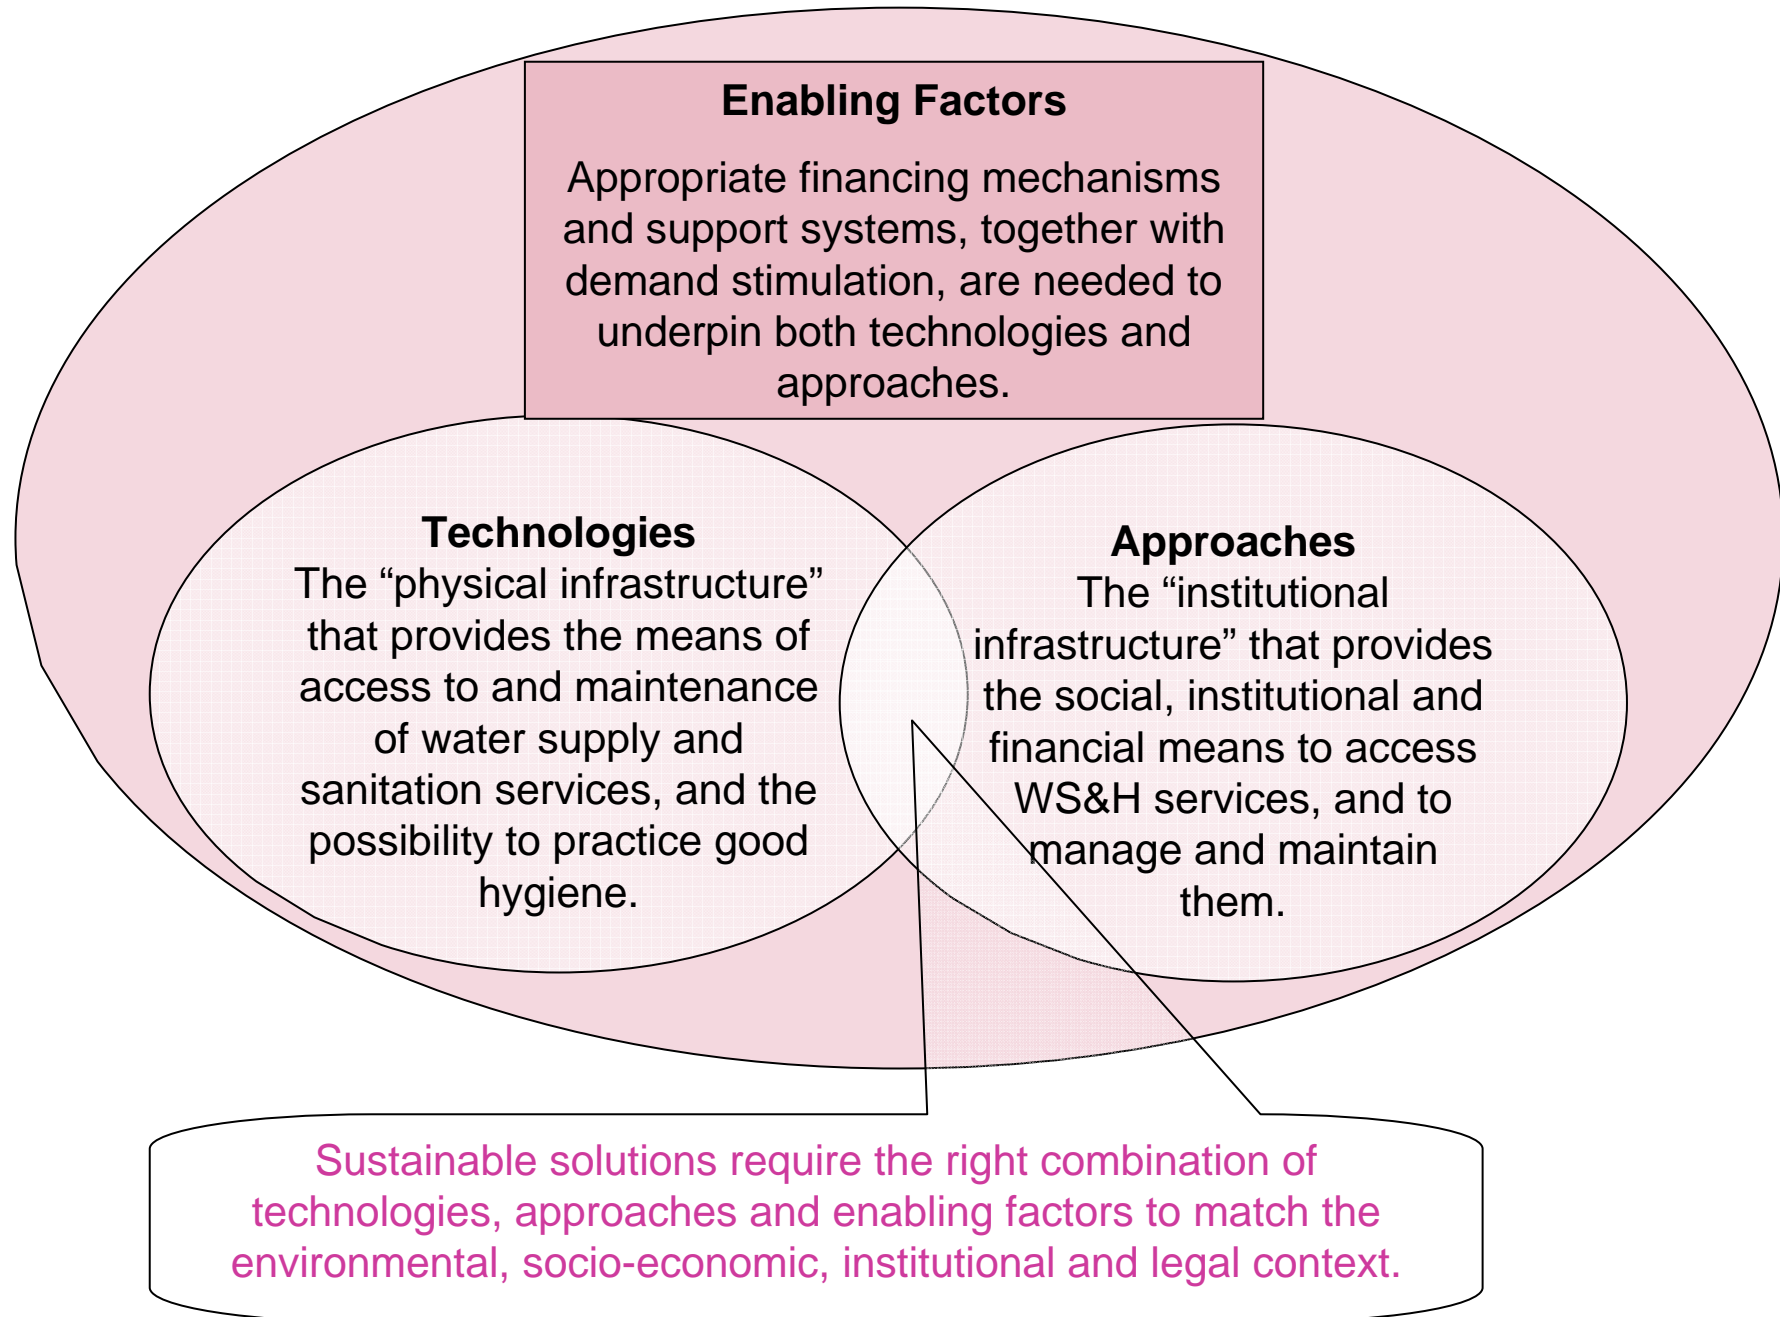 Enabling Factors
Appropriate financing mechanisms
and support systems, together with
demand stimulation, are needed to
underpin both technologies and
approaches.
Technologies
The “physical infrastructure”
that provides the means of
access to and maintenance
of water supply and
sanitation services, and the
possibility to practice good
hygiene.
Approaches
The “institutional
infrastructure” that provides
the social, institutional and
financial means to access
WS&H services, and to
manage and maintain
them.
Sustainable solutions require the right combination of
technologies, approaches and enabling factors to match the
environmental, socio-economic, institutional and legal context.